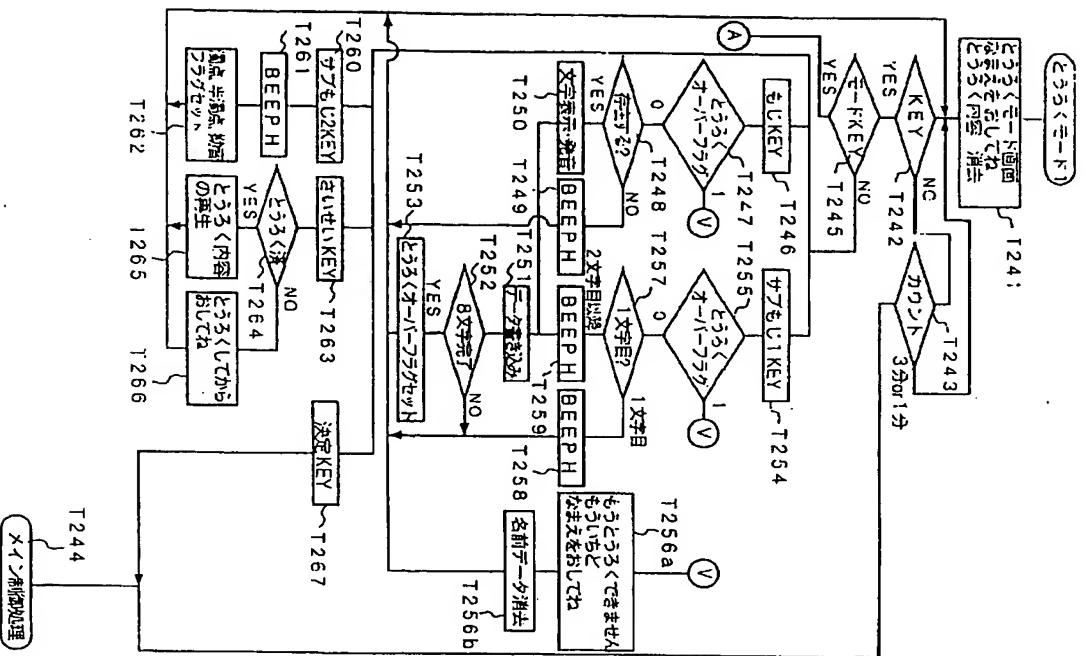 とうろくモード1
とうろくモード画面
なまえを おしてね
とうろく内容 消去
T241
KEY
YES
NO
T242
カウント
T243
3分or1分
モードKEY
YES
NO
T245
A
もじKEY
T246
とうろく
オーバーフラグ
T247
0
1
V
T248
YES
NO
文字表示・発音
T250
BEEPH
T249
サブもじ1KEY
T254
とうろく
オーバーフラグ
T255
0
1
V
1文字目?
T257
2文字目以降
1文字目
BEEPH
T259
BEEPH
T258
データ書き込み
T251
8文字完了
T252
YES
NO
とうろくオーバーフラグセット
T253
V
もうとうろくできません
もういちど
なまえをおしてね
T256a
名前データ消去
T256b
サブもじ2KEY
T260
BEEPH
T261
濁点 半濁点 拗音
フラグセット
T262
さいせいKEY
T263
とうろく済
T264
YES
NO
とうろく内容
の再生
T265
とうろくしてから
おしてね
T266
決定KEY
T267
メイン制御処理
T244